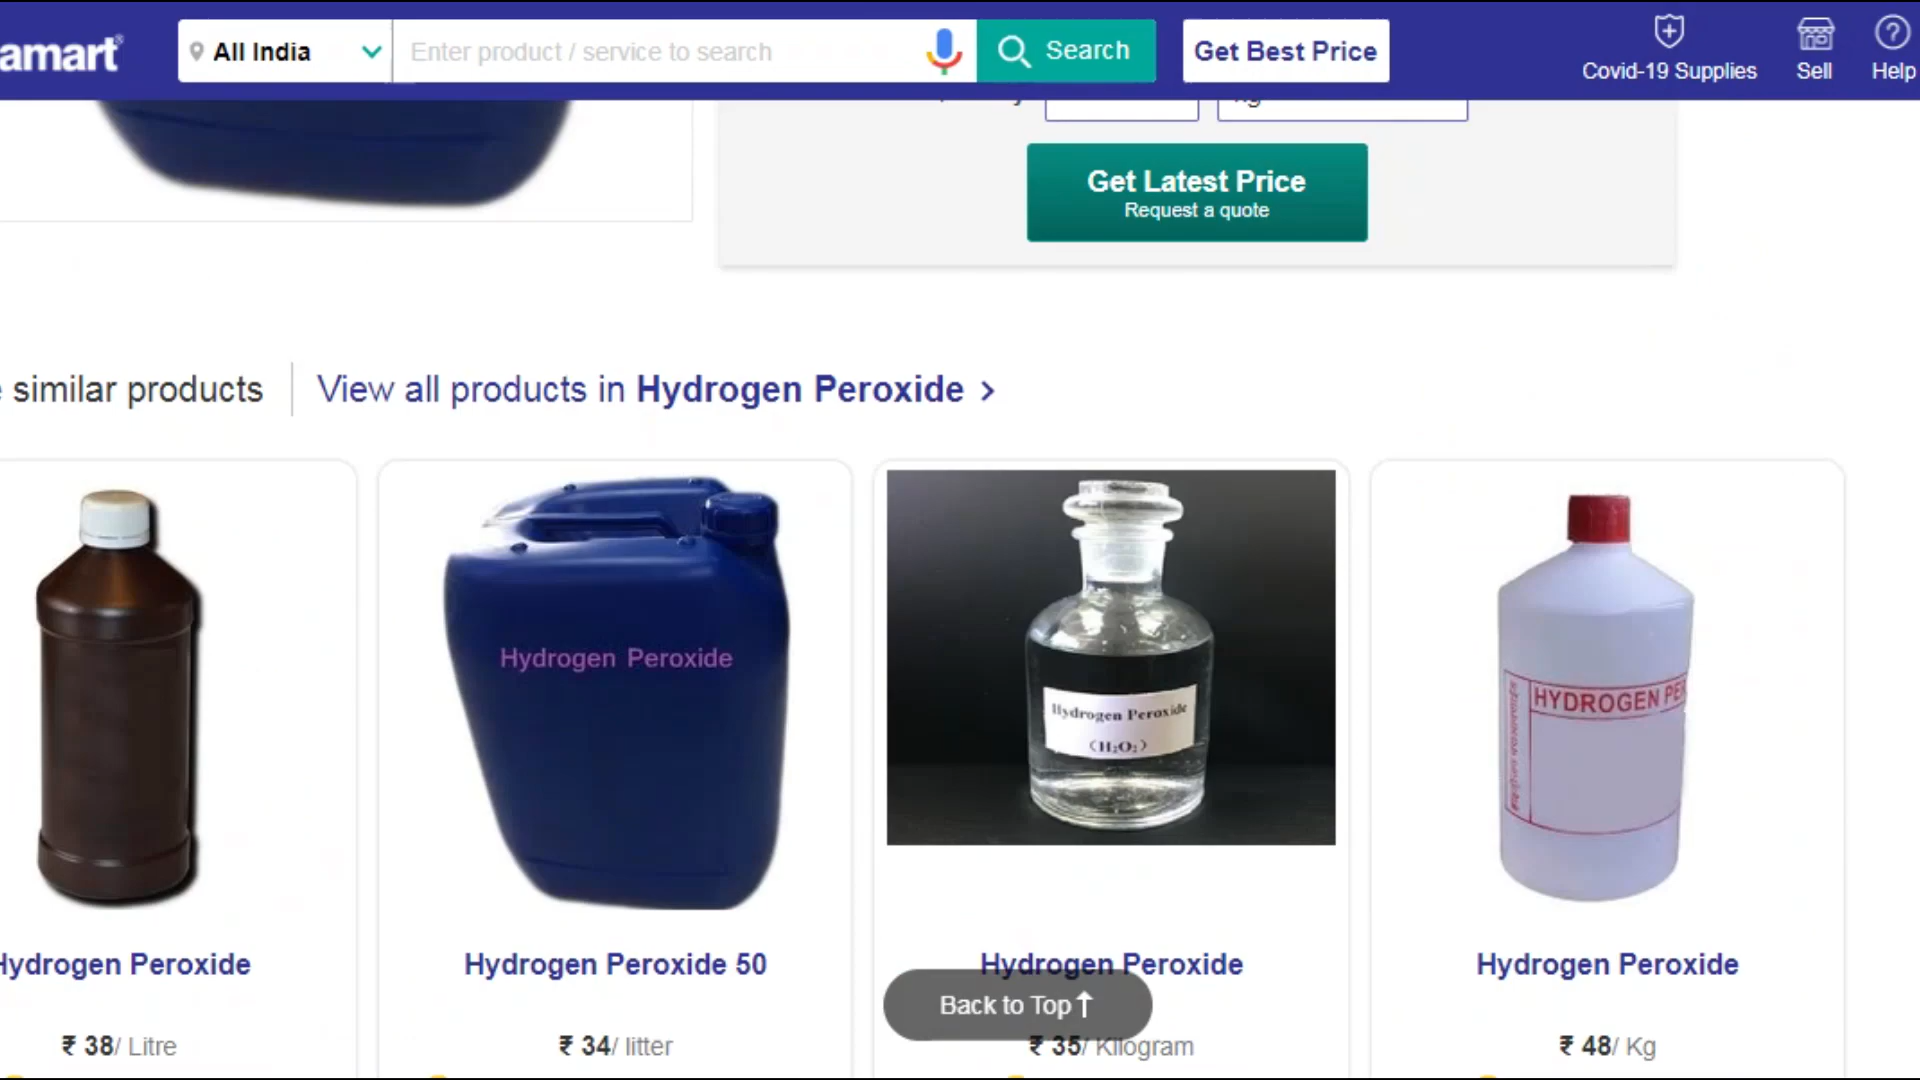 amart
All India
Enter product / service to search
Search
Get Best Price
Covid-19 Supplies
Sell
Help
Get Latest Price
Request a quote
similar products
View all products in Hydrogen Peroxide >
Hydrogen Peroxide
Hydrogen Peroxide
(H₂O₂)
HYDROGEN PE
Hydrogen Peroxide
Hydrogen Peroxide 50
Hydrogen Peroxide
Hydrogen Peroxide
Back to Top
₹ 38/ Litre
₹ 34/ litter
₹ 35/ Kilogram
₹ 48/ Kg